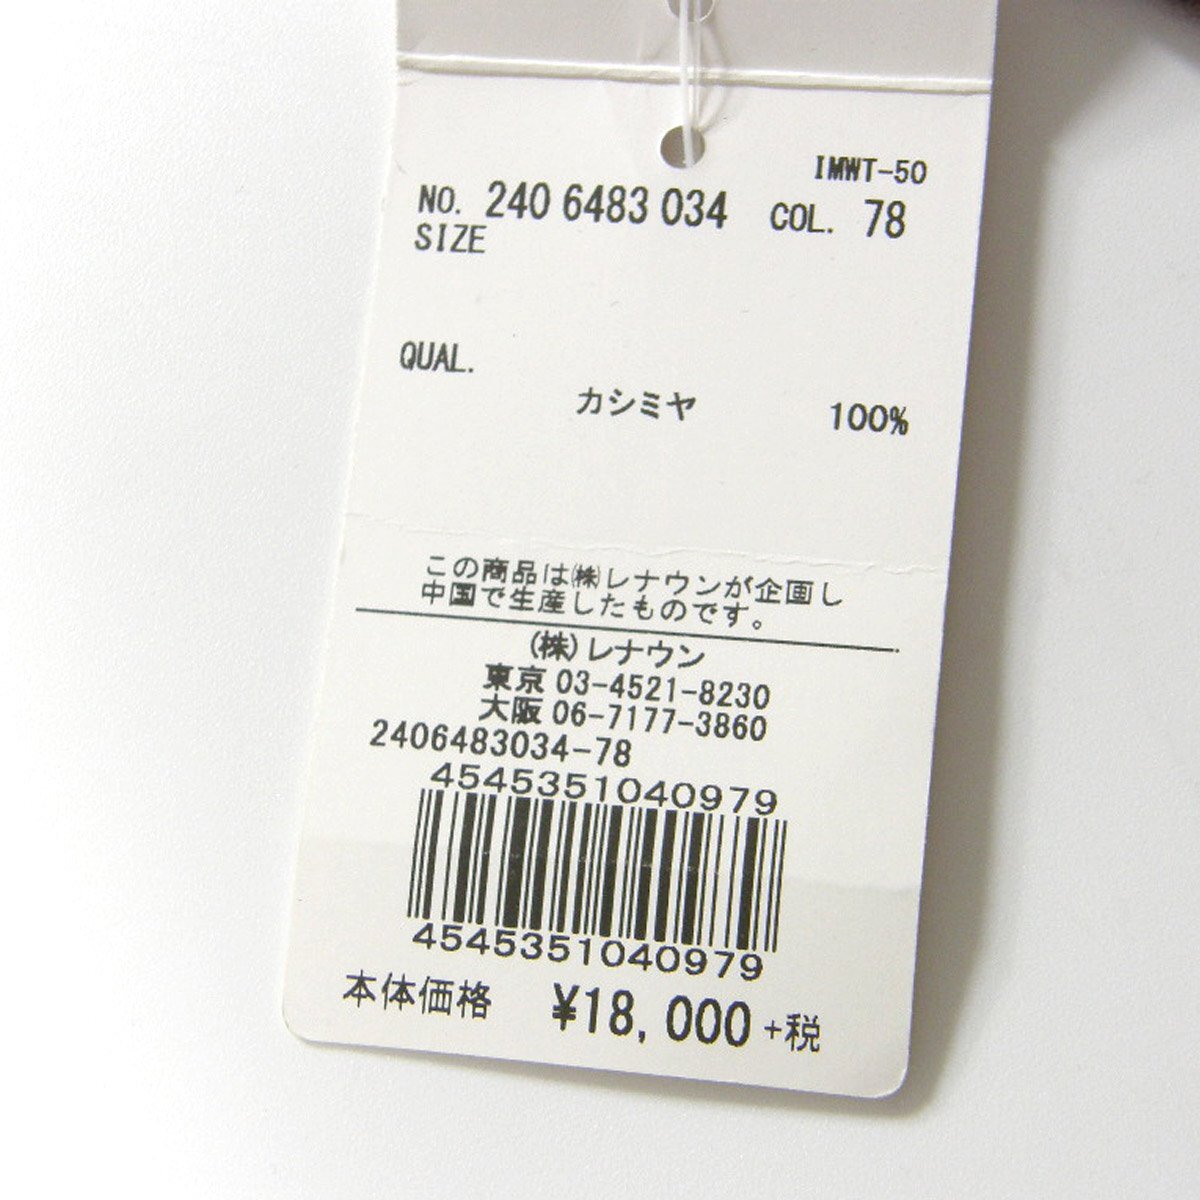 IMWT-50
NO. 240 6483 034 COL. 78
SIZE
QUAL.
カシミヤ 100%
この商品は㈱レナウンが企画し
中国で生産したものです。
(株)レナウン
東京 03-4521-8230
大阪 06-7177-3860
2406483034-78
4545351040979
4545351040979
本体価格 ¥18,000+税